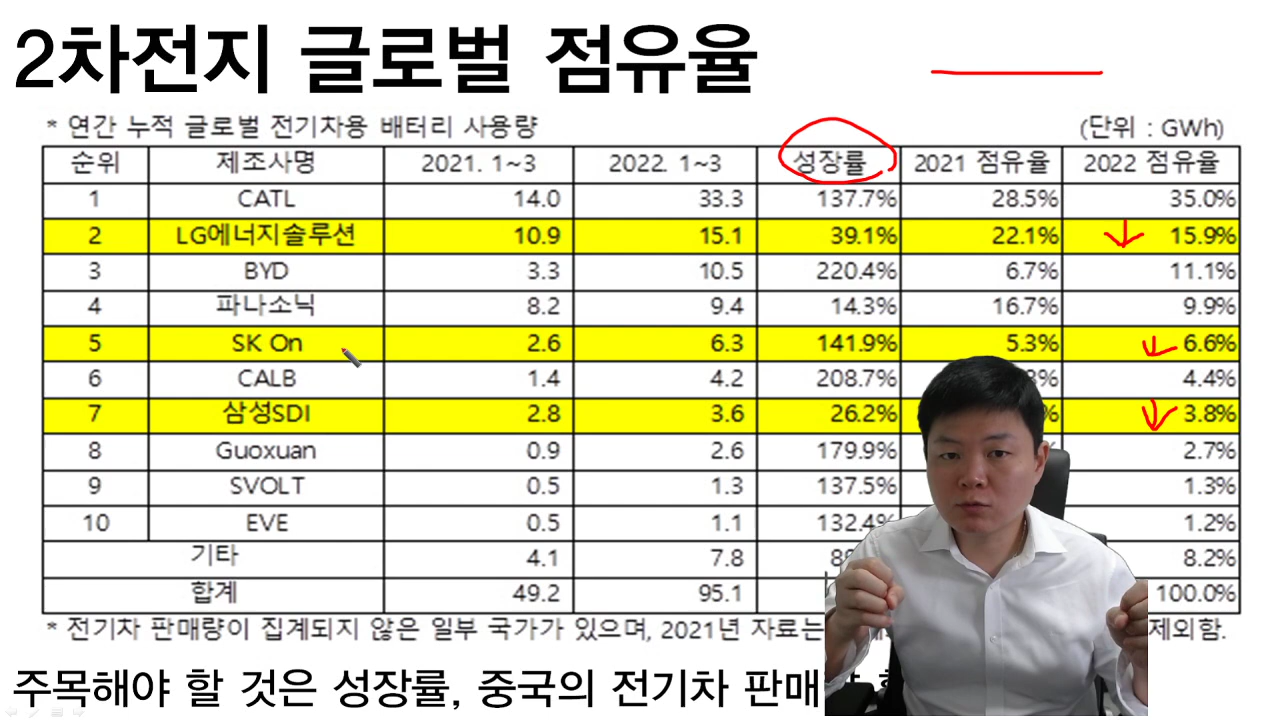 2차전지 글로벌 점유율
* 연간 누적 글로벌 전기차용 배터리 사용량 (단위 : GWh)
순위 제조사명 2021. 1~3 2022. 1~3 성장률 2021 점유율 2022 점유율
1 CATL 14.0 33.3 137.7% 28.5% 35.0%
2 LG에너지솔루션 10.9 15.1 39.1% 22.1% 15.9%
3 BYD 3.3 10.5 220.4% 6.7% 11.1%
4 파나소닉 8.2 9.4 14.3% 16.7% 9.9%
5 SK On 2.6 6.3 141.9% 5.3% 6.6%
6 CALB 1.4 4.2 208.7% 4.4%
7 삼성SDI 2.8 3.6 26.2% 3.8%
8 Guoxuan 0.9 2.6 179.9% 2.7%
9 SVOLT 0.5 1.3 137.5% 1.3%
10 EVE 0.5 1.1 132.4% 1.2%
기타 4.1 7.8 8.2%
합계 49.2 95.1 100.0%
* 전기차 판매량이 집계되지 않은 일부 국가가 있으며, 2021년 자료는 제외함.
주목해야 할 것은 성장률, 중국의 전기차 판매